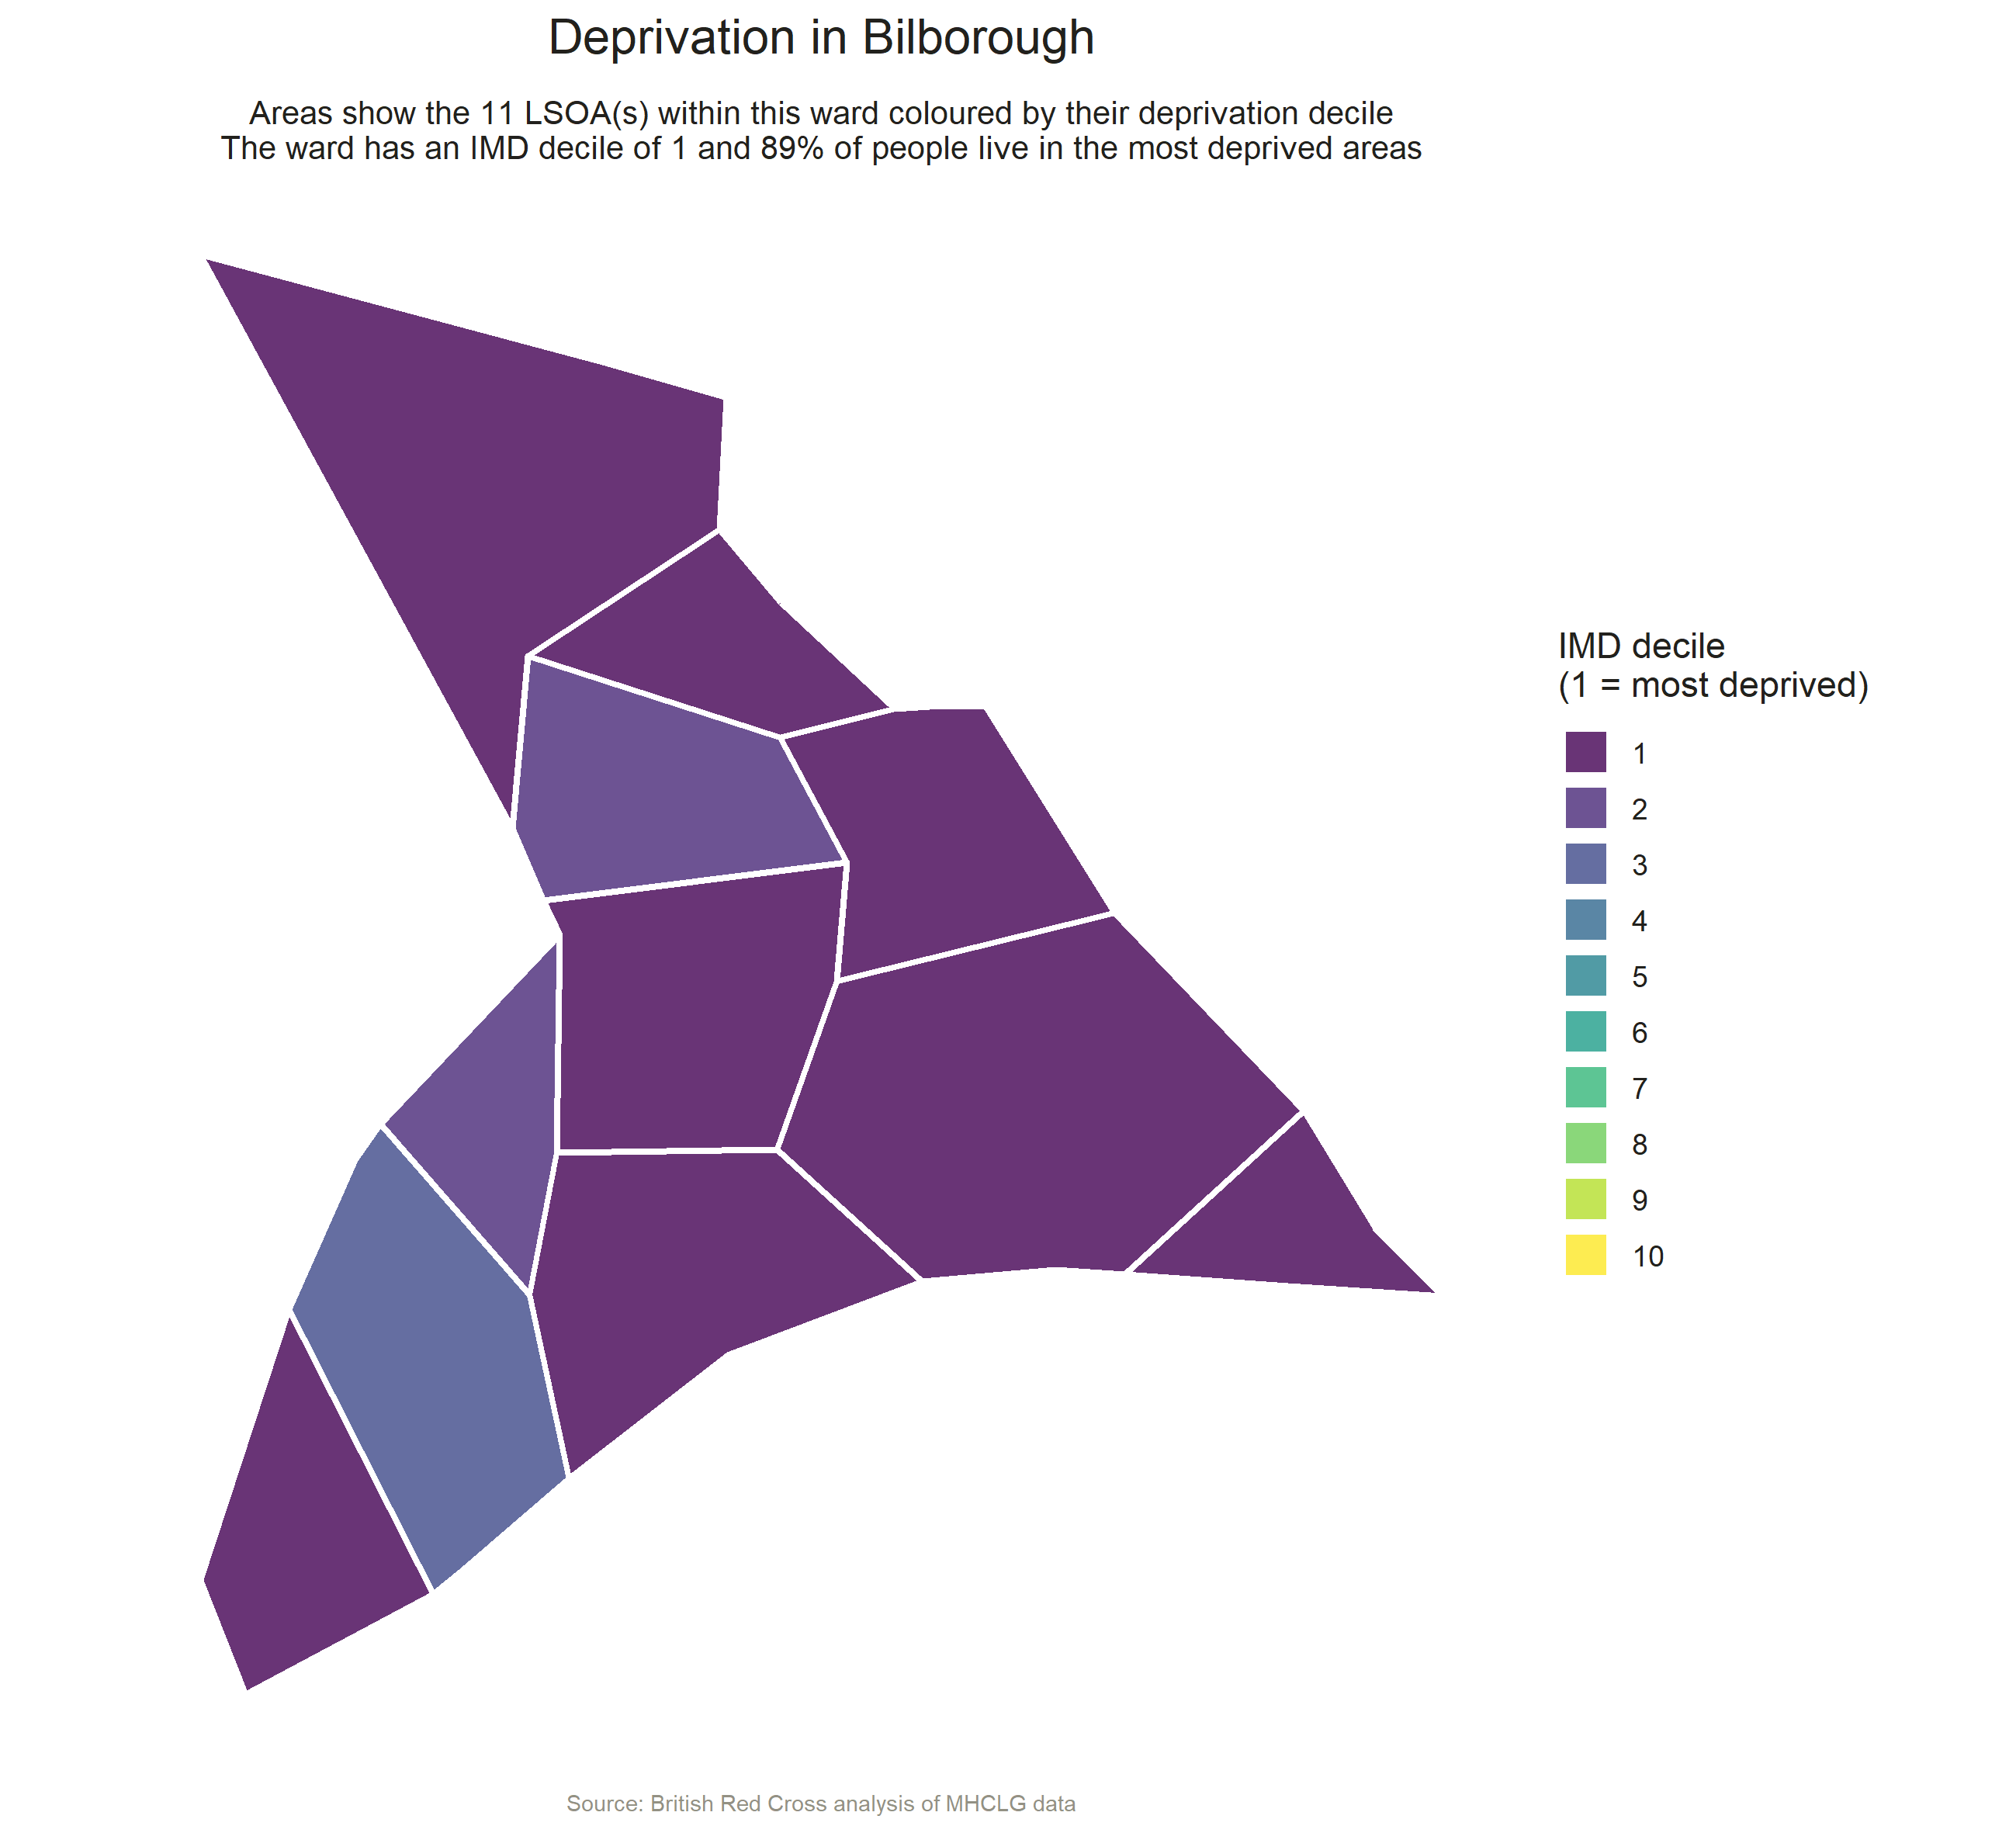 Deprivation in Bilborough
Areas show the 11 LSOA(s) within this ward coloured by their deprivation decile
The ward has an IMD decile of 1 and 89% of people live in the most deprived areas
IMD decile
(1 = most deprived)
1
2
3
4
5
6
7
8
9
10
Source: British Red Cross analysis of MHCLG data